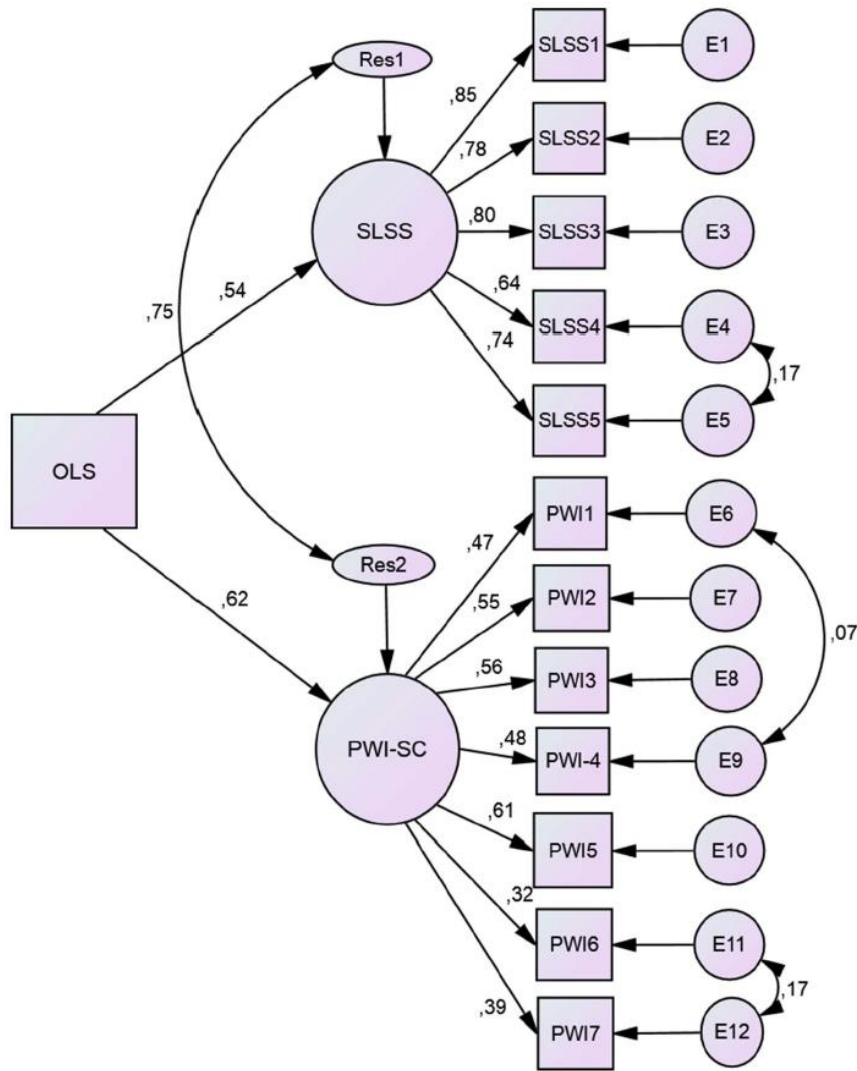 SLSS1
E1
Res1
,85
SLSS2
E2
,78
SLSS
,80
SLSS3
E3
,54
,64
SLSS4
E4
,75
,74
,17
SLSS5
E5
OLS
PWI1
E6
,47
Res2
,55
PWI2
E7
,62
,07
,56
PWI3
E8
PWI-SC
,48
PWI-4
E9
,61
PWI5
E10
,32
PWI6
E11
,17
,39
PWI7
E12